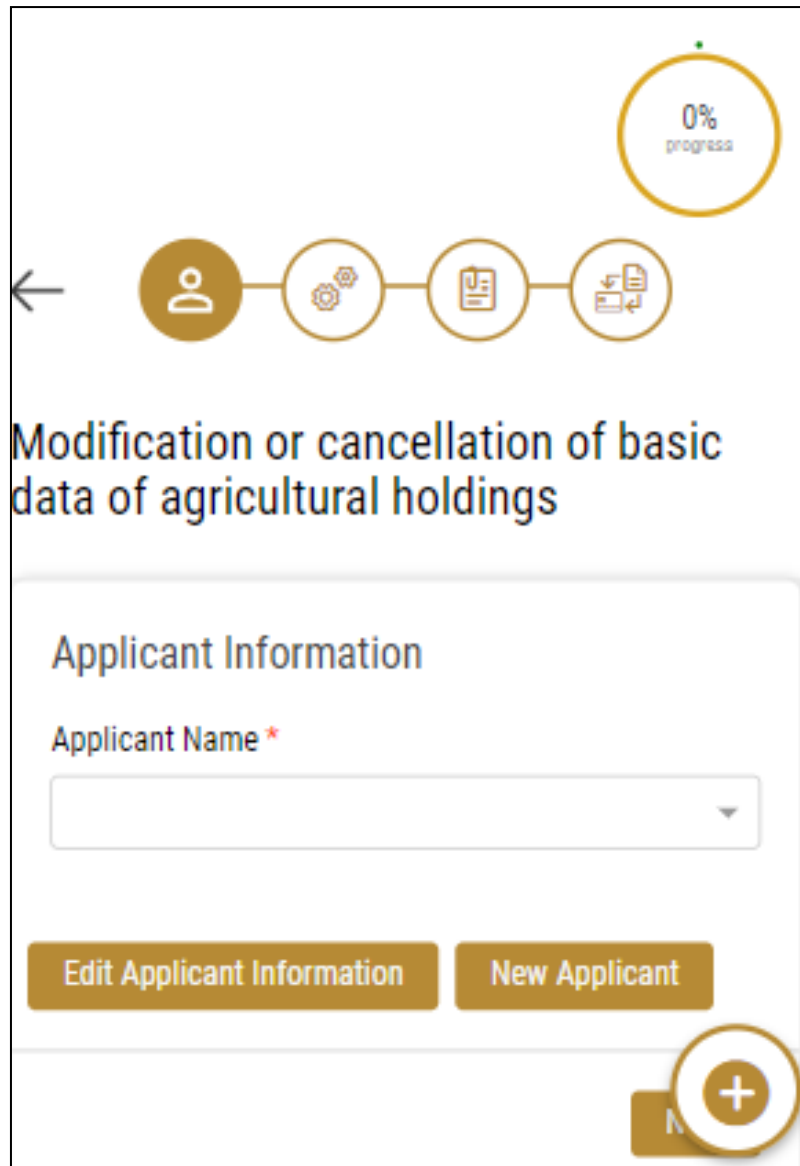 0%
progress
Modification or cancellation of basic
data of agricultural holdings
Applicant Information
Applicant Name *
Edit Applicant Information
New Applicant